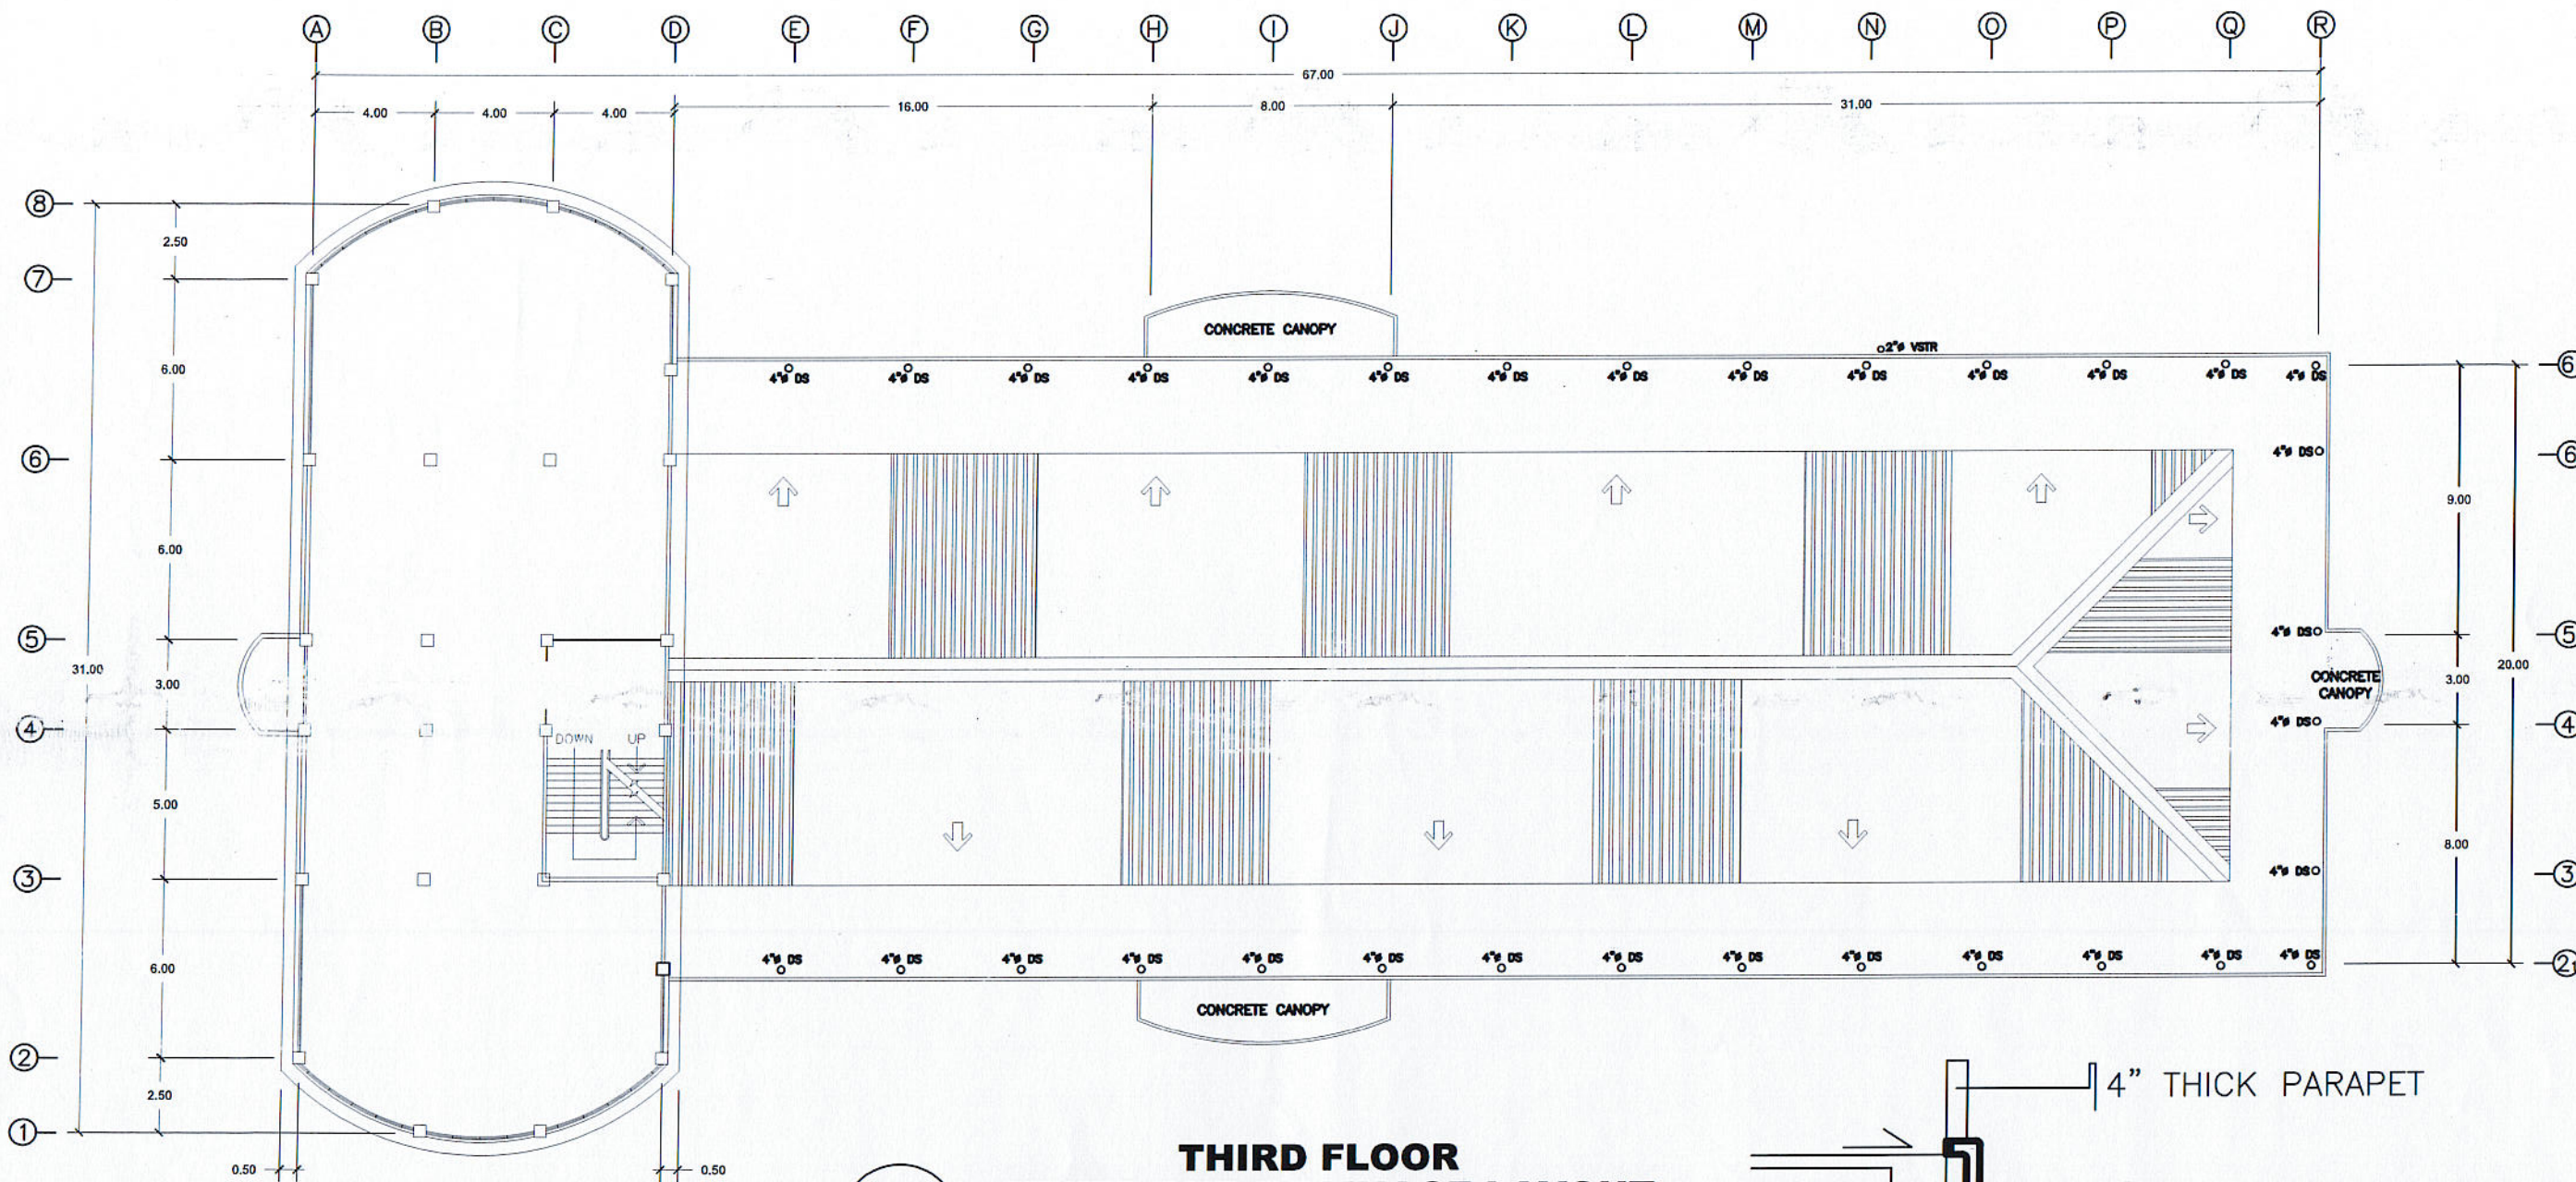 A B C D E F G H I J K L M N O P Q R
67.00
4.00 4.00 4.00 16.00 8.00 31.00
8
2.50
7
CONCRETE CANOPY
2"ø VSTR
6.00
4"ø DS 4"ø DS 4"ø DS 4"ø DS 4"ø DS 4"ø DS 4"ø DS 4"ø DS 4"ø DS 4"ø DS 4"ø DS 4"ø DS 4"ø DS 4"ø DS
6
6
4"ø DS
6
9.00
6.00
5
4"ø DS
5
31.00
3.00
20.00
CONCRETE
CANOPY
3.00
4
4"ø DS
4
DOWN UP
5.00
8.00
3
4"ø DS
3
6.00
4"ø DS 4"ø DS 4"ø DS 4"ø DS 4"ø DS 4"ø DS 4"ø DS 4"ø DS 4"ø DS 4"ø DS 4"ø DS 4"ø DS 4"ø DS 4"ø DS
2
CONCRETE CANOPY
2
2.50
4" THICK PARAPET
1
0.50 0.50
THIRD FLOOR